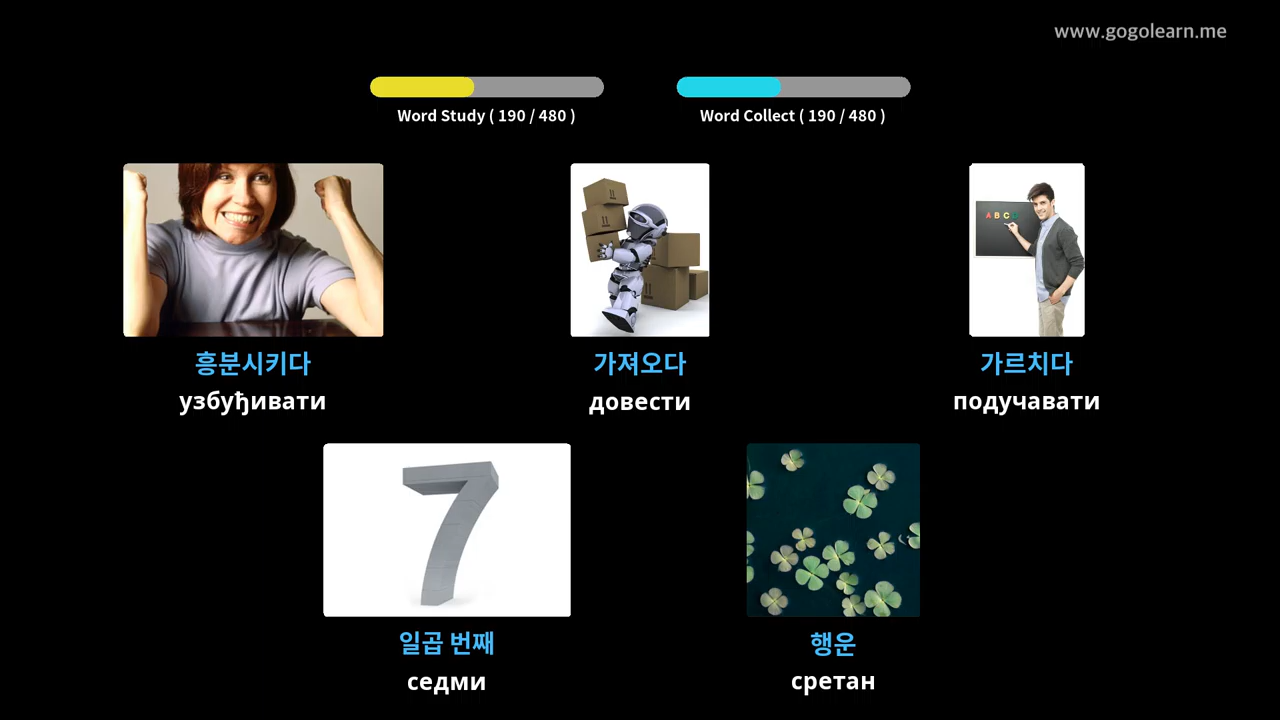 www.gogolearn.me
Word Study ( 190 / 480 )
Word Collect ( 190 / 480 )
A B C D
흥분시키다
узбуђивати
가져오다
довести
가르치다
подучавати
7
일곱 번째
седми
행운
сретан